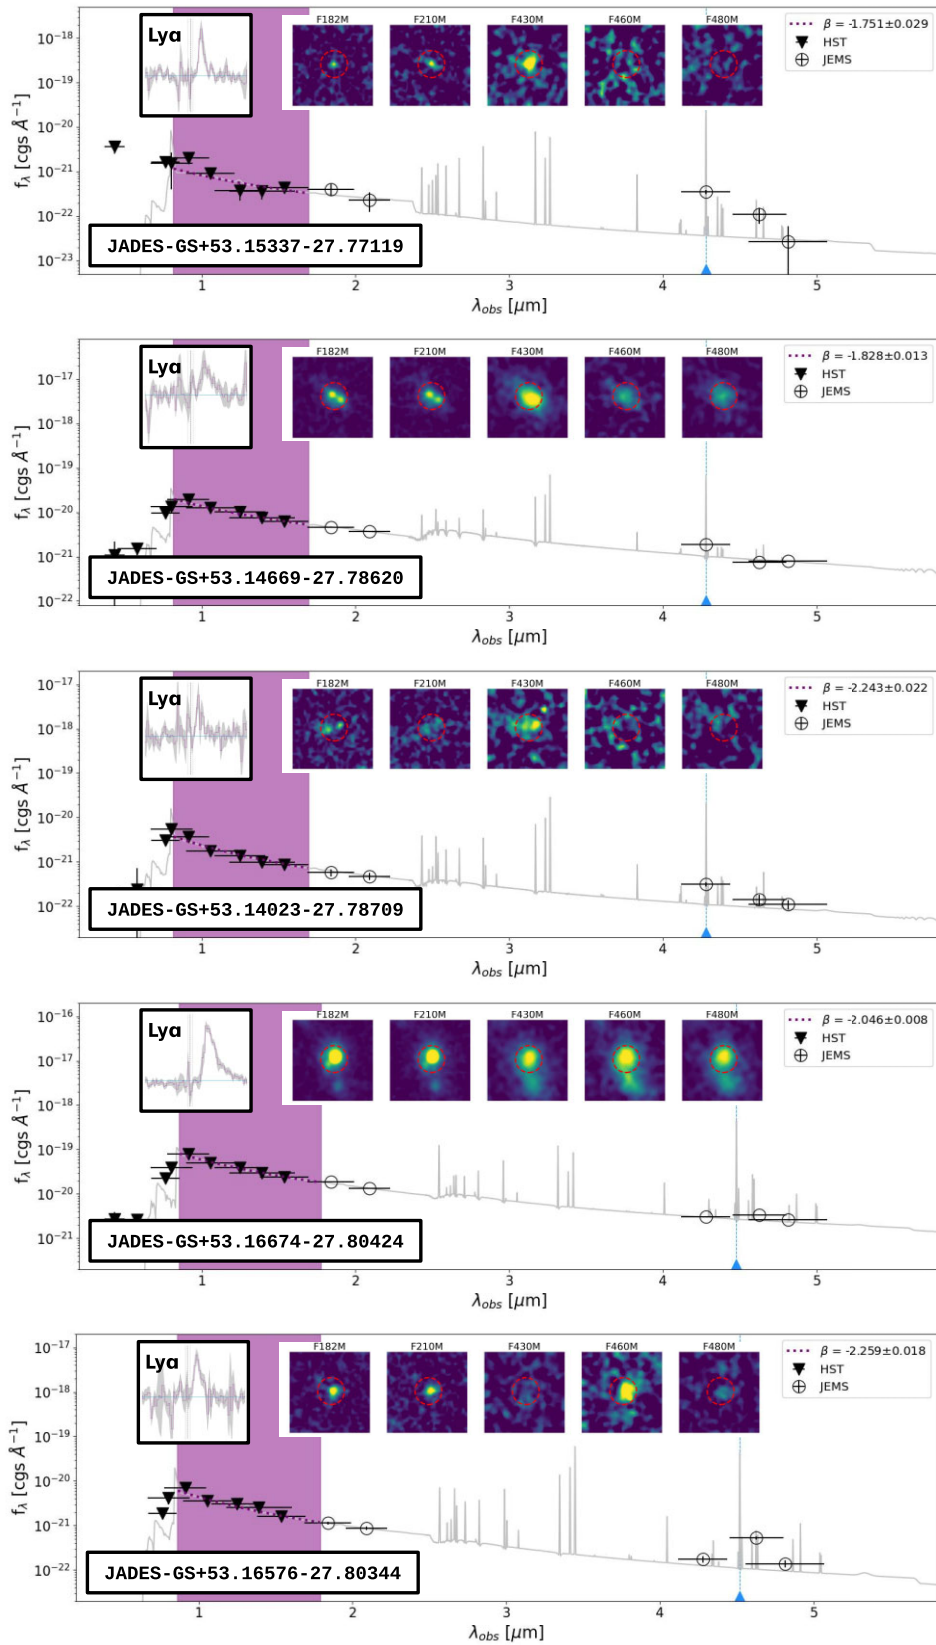 Lyα
F182M F210M F430M F460M F480M
β = -1.751±0.029
HST
JEMS
10⁻¹⁸
10⁻¹⁹
10⁻²⁰
10⁻²¹
10⁻²²
10⁻²³
f_λ [cgs Å⁻¹]
JADES-GS+53.15337-27.77119
1 2 3 4 5
λ_obs [μm]
Lyα
F182M F210M F430M F460M F480M
β = -1.828±0.013
HST
JEMS
10⁻¹⁷
10⁻¹⁸
10⁻¹⁹
10⁻²⁰
10⁻²¹
10⁻²²
f_λ [cgs Å⁻¹]
JADES-GS+53.14669-27.78620
1 2 3 4 5
λ_obs [μm]
Lyα
F182M F210M F430M F460M F480M
β = -2.243±0.022
HST
JEMS
10⁻¹⁷
10⁻¹⁸
10⁻¹⁹
10⁻²⁰
10⁻²¹
10⁻²²
f_λ [cgs Å⁻¹]
JADES-GS+53.14023-27.78709
1 2 3 4 5
λ_obs [μm]
Lyα
F182M F210M F430M F460M F480M
β = -2.046±0.008
HST
JEMS
10⁻¹⁶
10⁻¹⁷
10⁻¹⁸
10⁻¹⁹
10⁻²⁰
10⁻²¹
f_λ [cgs Å⁻¹]
JADES-GS+53.16674-27.80424
1 2 3 4 5
λ_obs [μm]
Lyα
F182M F210M F430M F460M F480M
β = -2.259±0.018
HST
JEMS
10⁻¹⁷
10⁻¹⁸
10⁻¹⁹
10⁻²⁰
10⁻²¹
10⁻²²
f_λ [cgs Å⁻¹]
JADES-GS+53.16576-27.80344
1 2 3 4 5
λ_obs [μm]